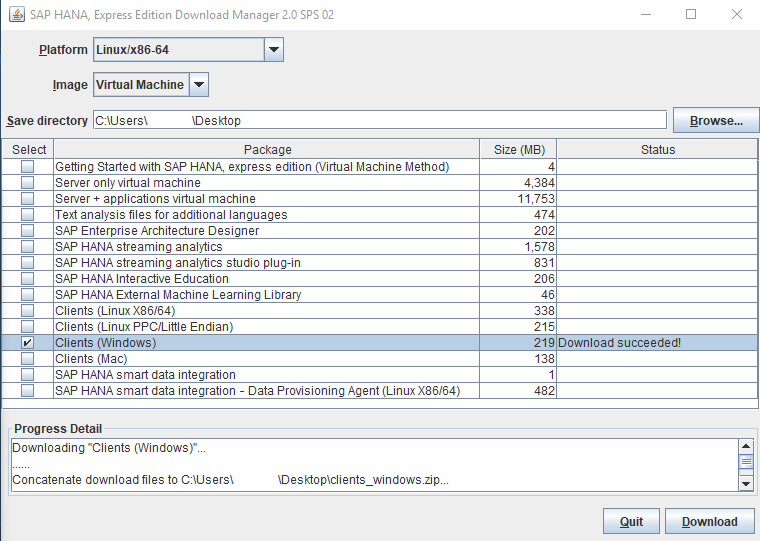 SAP HANA, Express Edition Download Manager 2.0 SPS 02
Platform Linux/x86-64
Image Virtual Machine
Save directory C:\Users\ \Desktop Browse...
Select Package Size (MB) Status
Getting Started with SAP HANA, express edition (Virtual Machine Method) 4
Server only virtual machine 4,384
Server + applications virtual machine 11,753
Text analysis files for additional languages 474
SAP Enterprise Architecture Designer 202
SAP HANA streaming analytics 1,578
SAP HANA streaming analytics studio plug-in 831
SAP HANA Interactive Education 206
SAP HANA External Machine Learning Library 46
Clients (Linux X86/64) 338
Clients (Linux PPC/Little Endian) 215
Clients (Windows) 219 Download succeeded!
Clients (Mac) 138
SAP HANA smart data integration 1
SAP HANA smart data integration - Data Provisioning Agent (Linux X86/64) 482
Progress Detail
Downloading "Clients (Windows)"...
......
Concatenate download files to C:\Users\ \Desktop\clients_windows.zip...
Quit Download